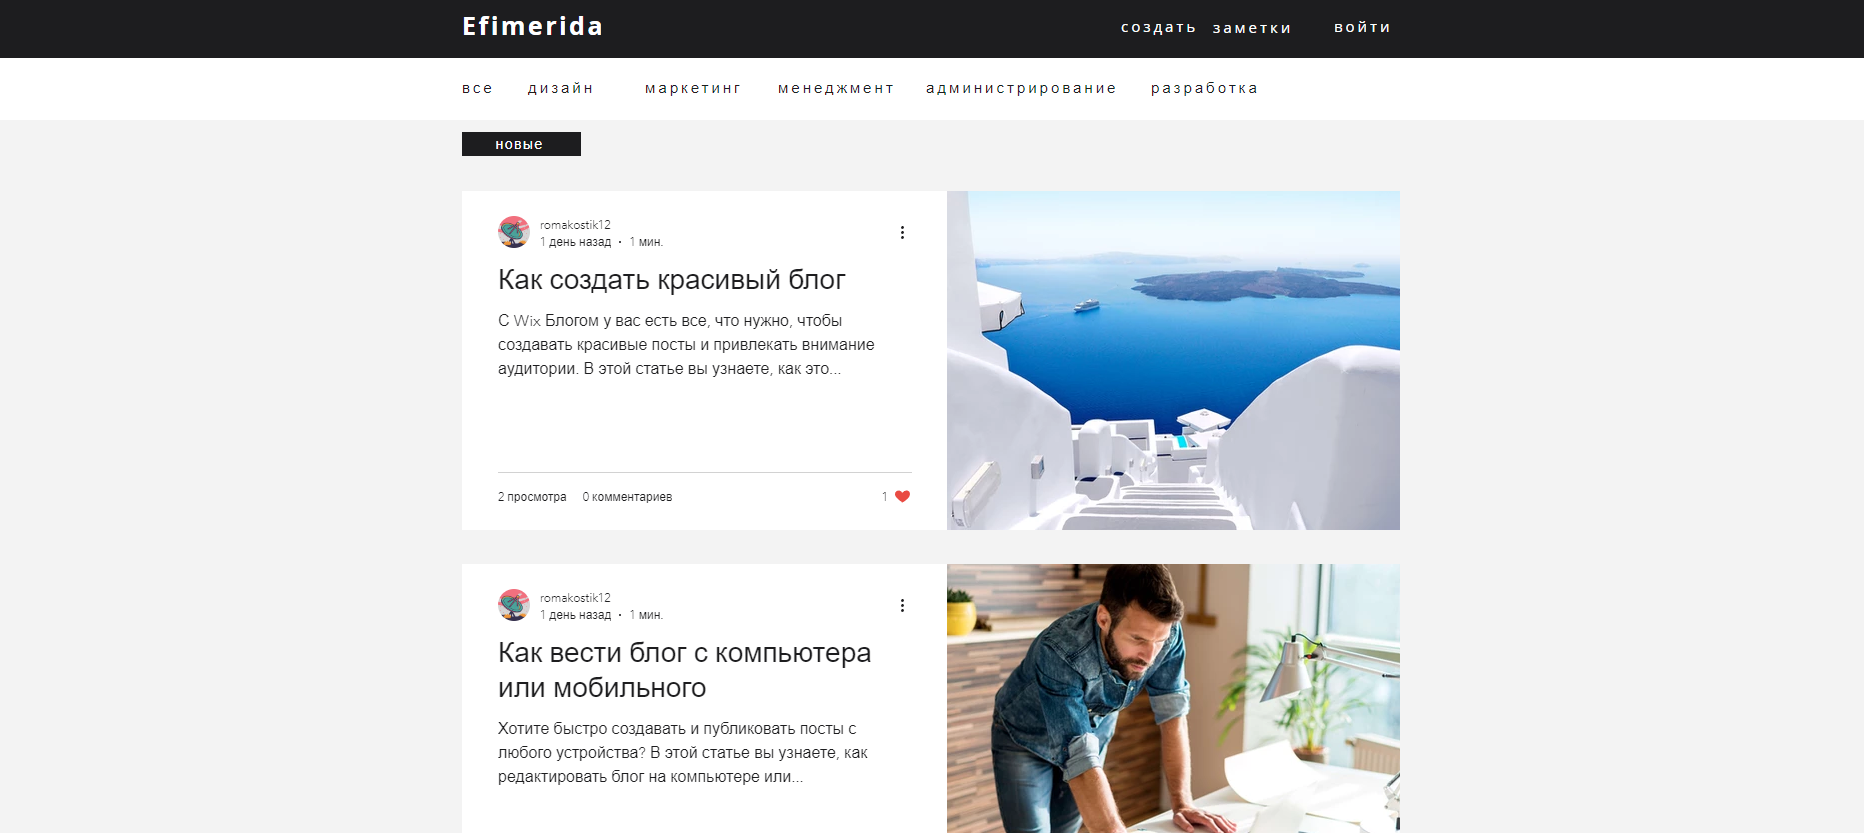 Efimerida
создать заметки войти
все дизайн маркетинг менеджмент администрирование разработка
новые
romakostik12
1 день назад · 1 мин.
Как создать красивый блог
С Wix Блогом у вас есть все, что нужно, чтобы
создавать красивые посты и привлекать внимание
аудитории. В этой статье вы узнаете, как это...
2 просмотра 0 комментариев 1
romakostik12
1 день назад · 1 мин.
Как вести блог с компьютера
или мобильного
Хотите быстро создавать и публиковать посты с
любого устройства? В этой статье вы узнаете, как
редактировать блог на компьютере или...